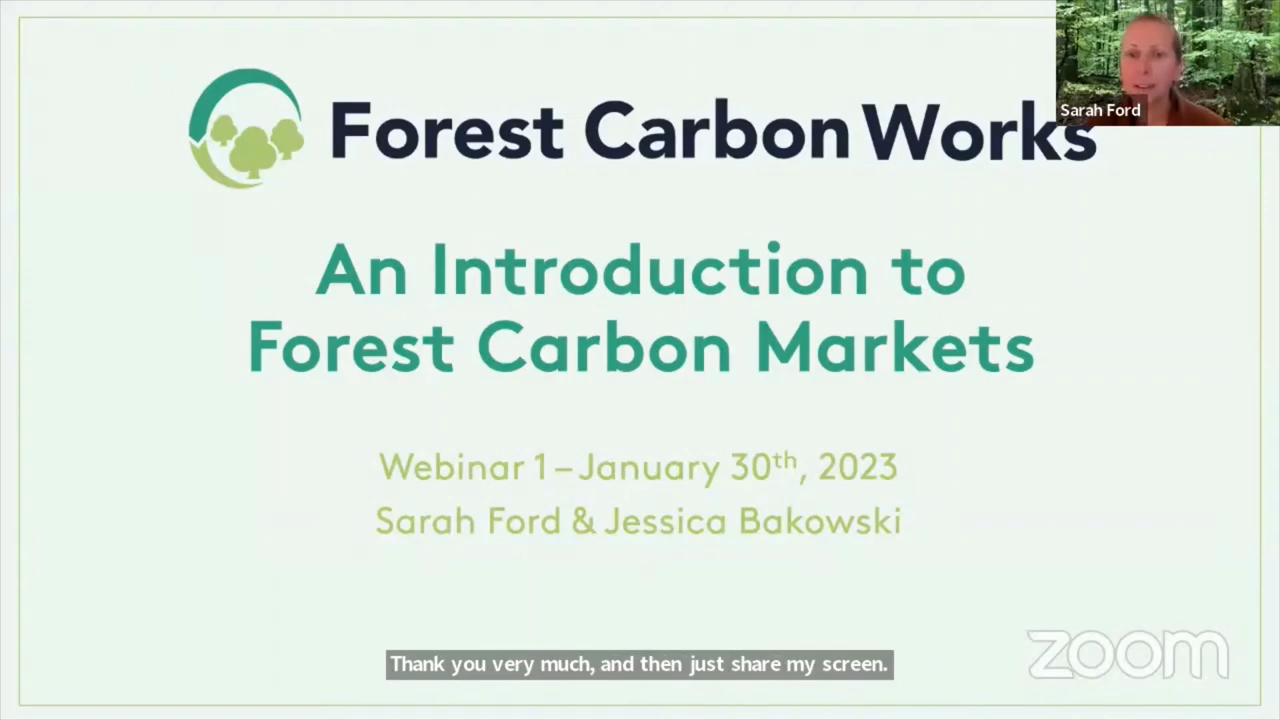 Forest Carbon Works
Sarah Ford
An Introduction to
Forest Carbon Markets
Webinar 1 – January 30th, 2023
Sarah Ford & Jessica Bakowski
Thank you very much, and then just share my screen.
zoom